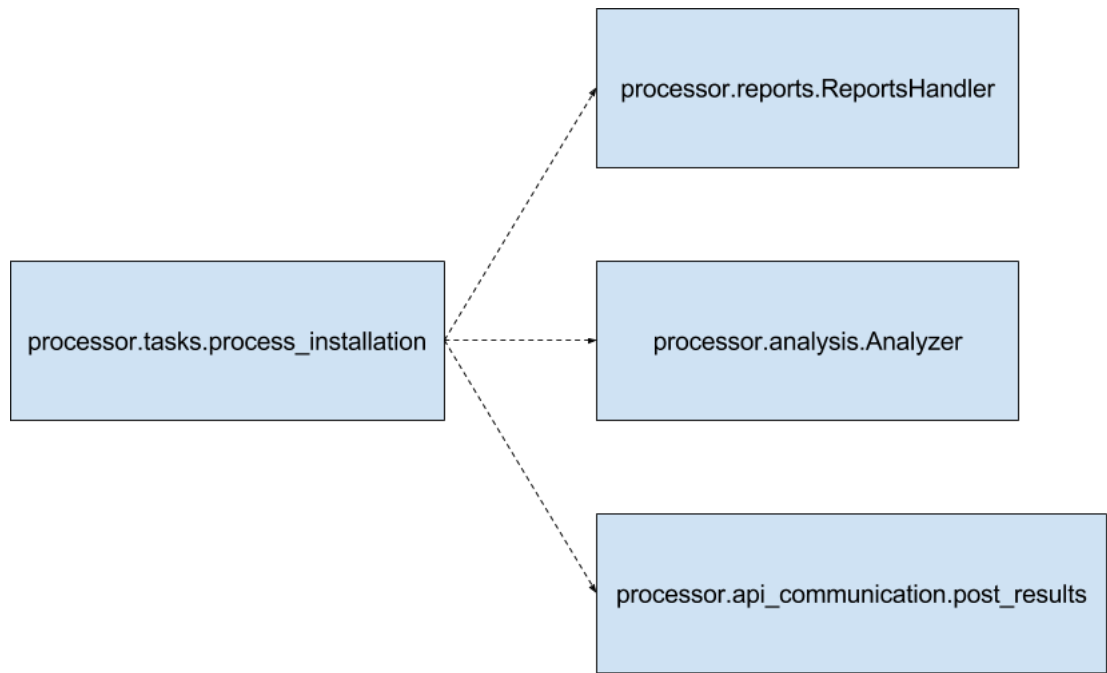 processor.reports.ReportsHandler
processor.tasks.process_installation
processor.analysis.Analyzer
processor.api_communication.post_results